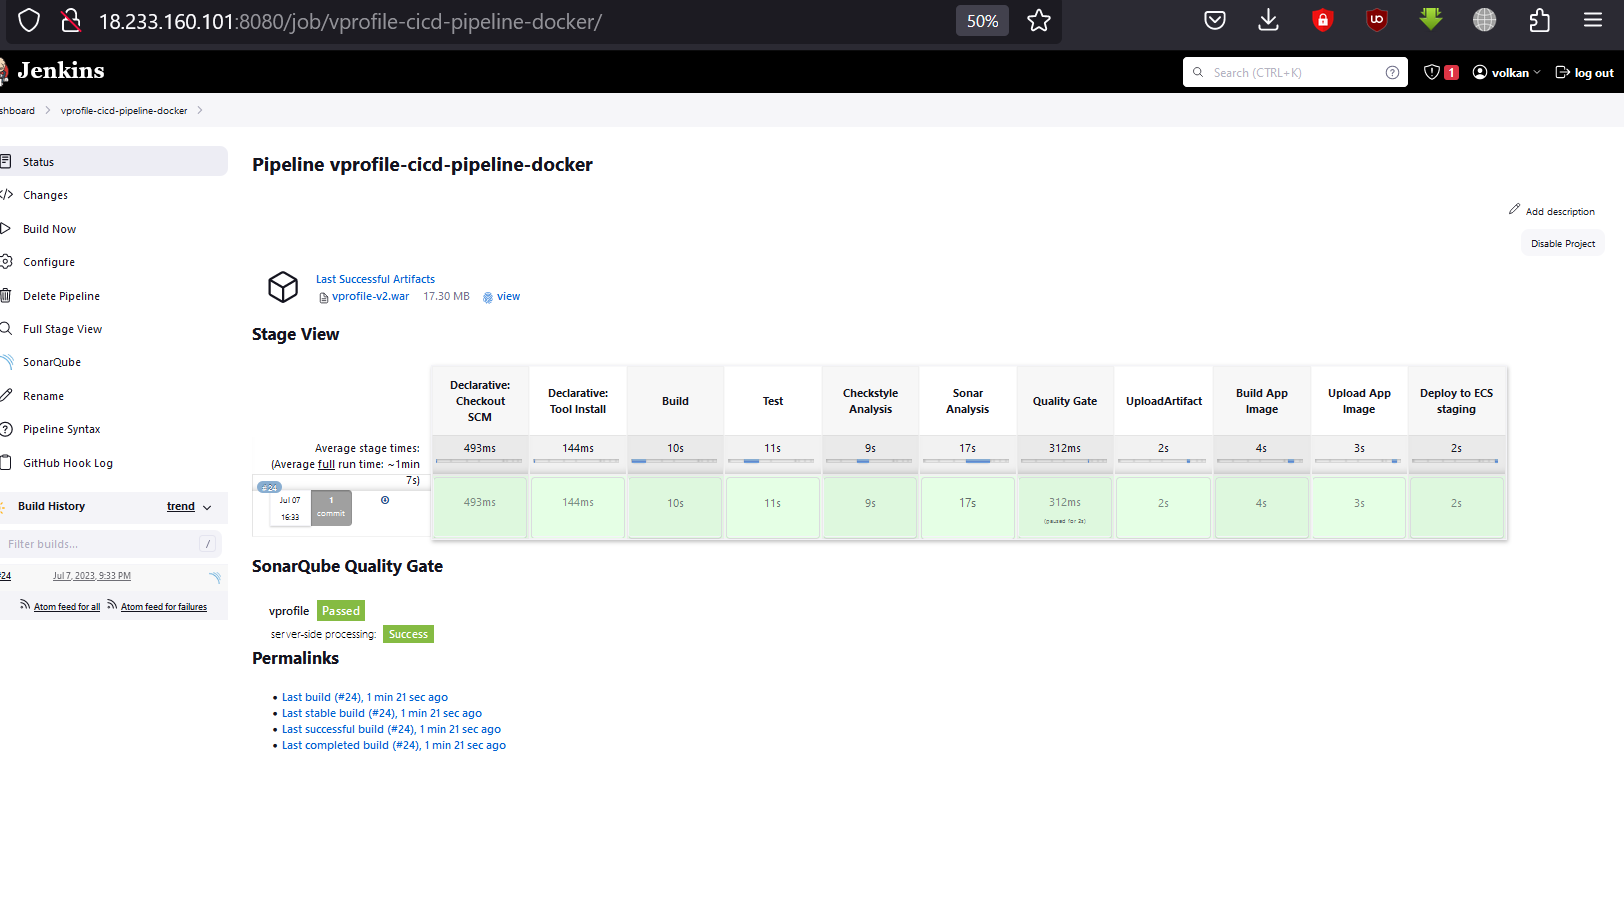 18.233.160.101:8080/job/vprofile-cicd-pipeline-docker/
50%
Jenkins
Search (CTRL+K)
1
volkan
log out
shboard
vprofile-cicd-pipeline-docker
Status
Changes
Build Now
Configure
Delete Pipeline
Full Stage View
SonarQube
Rename
Pipeline Syntax
GitHub Hook Log
Build History
trend
Filter builds...
/
#24
Jul 7, 2023, 9:33 PM
Atom feed for all
Atom feed for failures
Pipeline vprofile-cicd-pipeline-docker
Add description
Disable Project
Last Successful Artifacts
vprofile-v2.war 17.30 MB view
Stage View
Declarative: Checkout SCM
Declarative: Tool Install
Build
Test
Checkstyle Analysis
Sonar Analysis
Quality Gate
UploadArtifact
Build App Image
Upload App Image
Deploy to ECS staging
Average stage times:
(Average full run time: ~1min 7s)
493ms 144ms 10s 11s 9s 17s 312ms 2s 4s 3s 2s
#24
Jul 07
16:33
1
commit
493ms 144ms 10s 11s 9s 17s 312ms 2s 4s 3s 2s
(paused for 2s)
SonarQube Quality Gate
vprofile Passed
server-side processing: Success
Permalinks
Last build (#24), 1 min 21 sec ago
Last stable build (#24), 1 min 21 sec ago
Last successful build (#24), 1 min 21 sec ago
Last completed build (#24), 1 min 21 sec ago